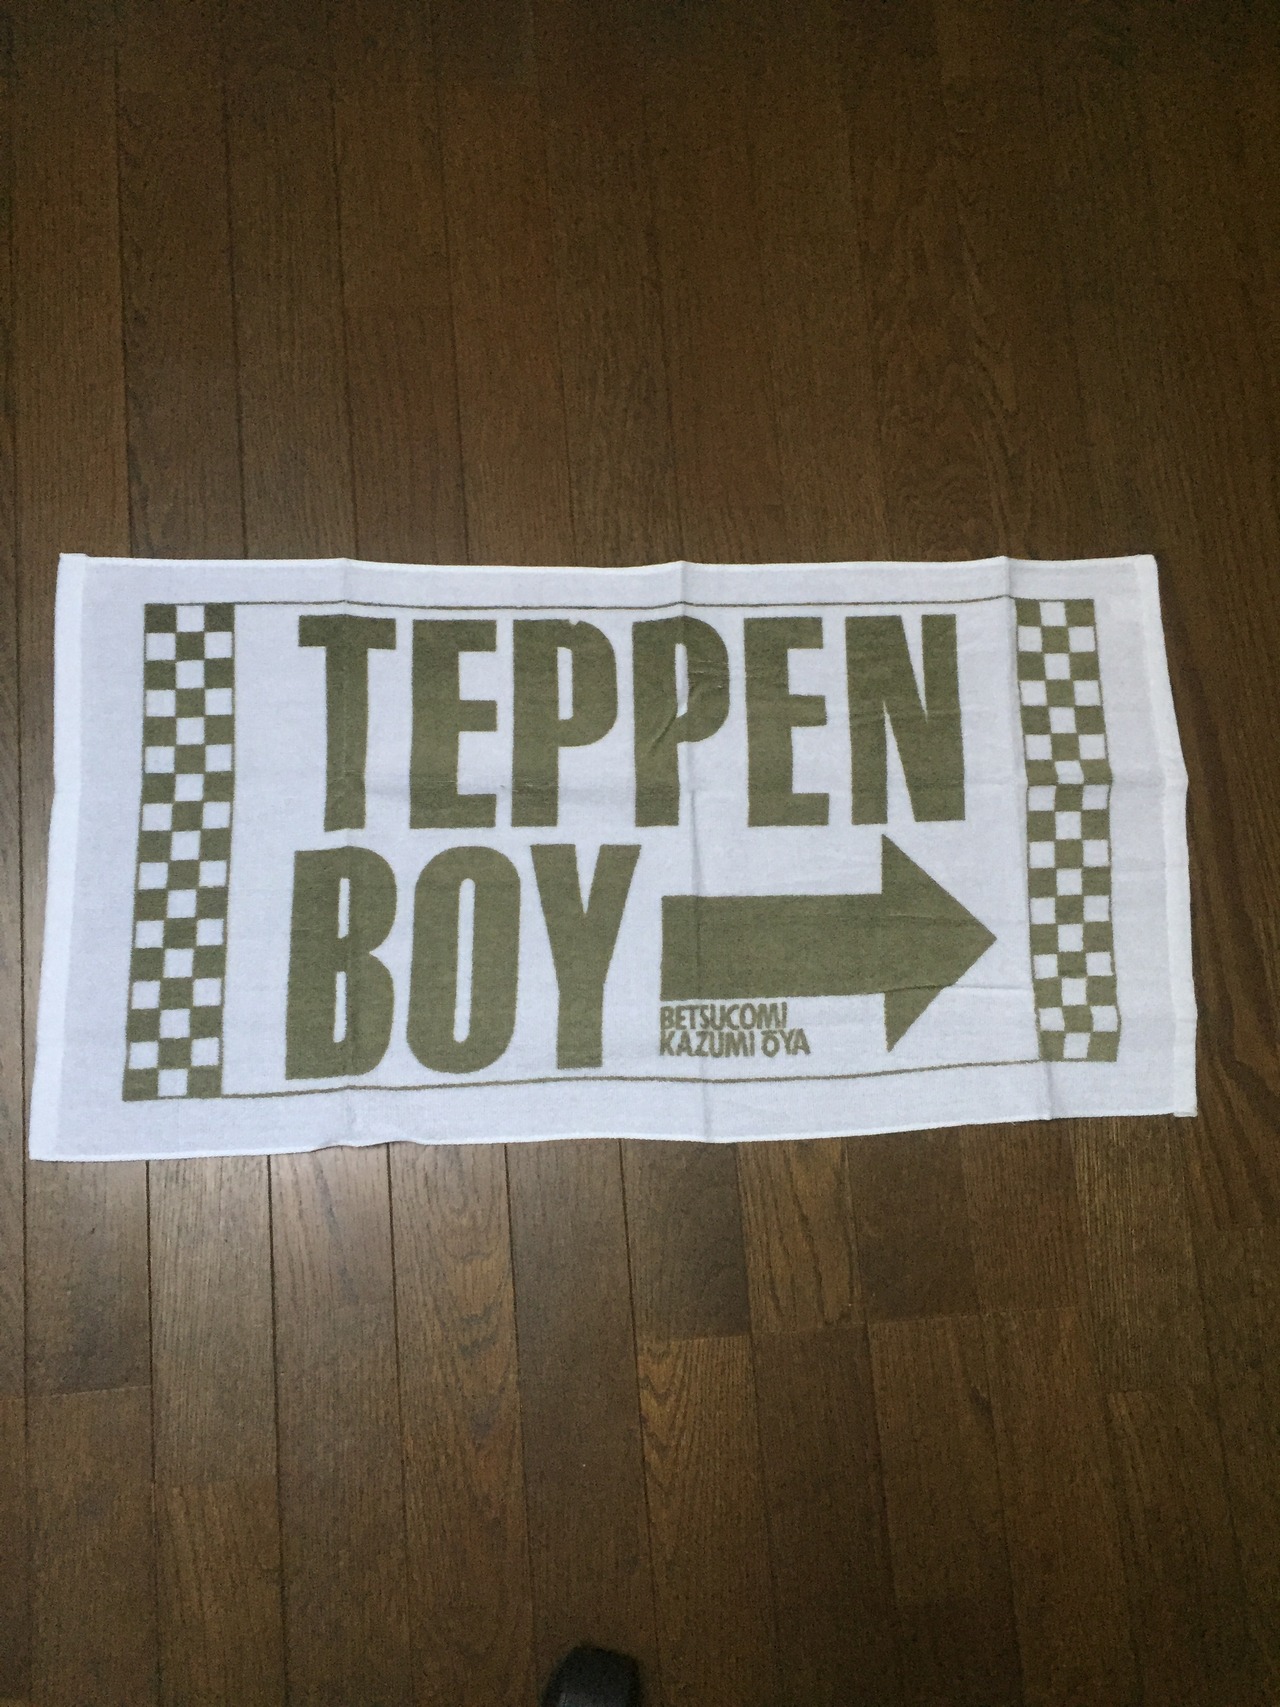 TEPPEN
BOY
BETSUCOMI
KAZUMI ŌYA